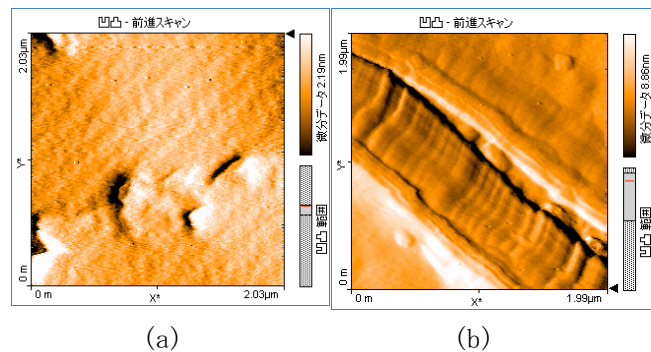 凹凸 - 前進スキャン
2.03µm
Y*
0 m
0 m
X*
2.03µm
微分データ 2.19nm
凹凸 範囲
(a)
凹凸 - 前進スキャン
1.99µm
Y*
0 m
0 m
X*
1.99µm
微分データ 8.86nm
凹凸 範囲
(b)